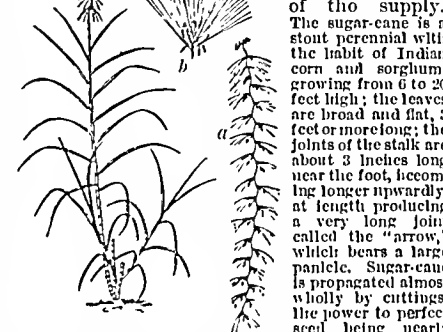 of the supply.
The sugar-cane is a
stout perennial with
the habit of Indian
corn and sorghum,
growing from 6 to 20
feet high; the leaves
are broad and flat, 3
feet or more long; the
joints of the stalk are
about 3 inches long
near the foot, becom
ing longer upwardly,
at length producing
a very long join
called the "arrow,"
which bears a large
panicle. Sugar-cane
is propagated almos
wholly by cuttings
the power to perfec
seed being nearl
b
a